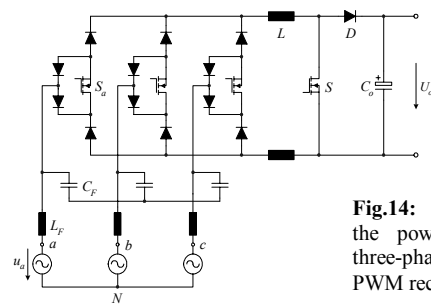 L D
S_a S C_o U_o
+
C_F
L_F
a b c
u_a
N
Fig.14:
the pow
three-pha
PWM rec